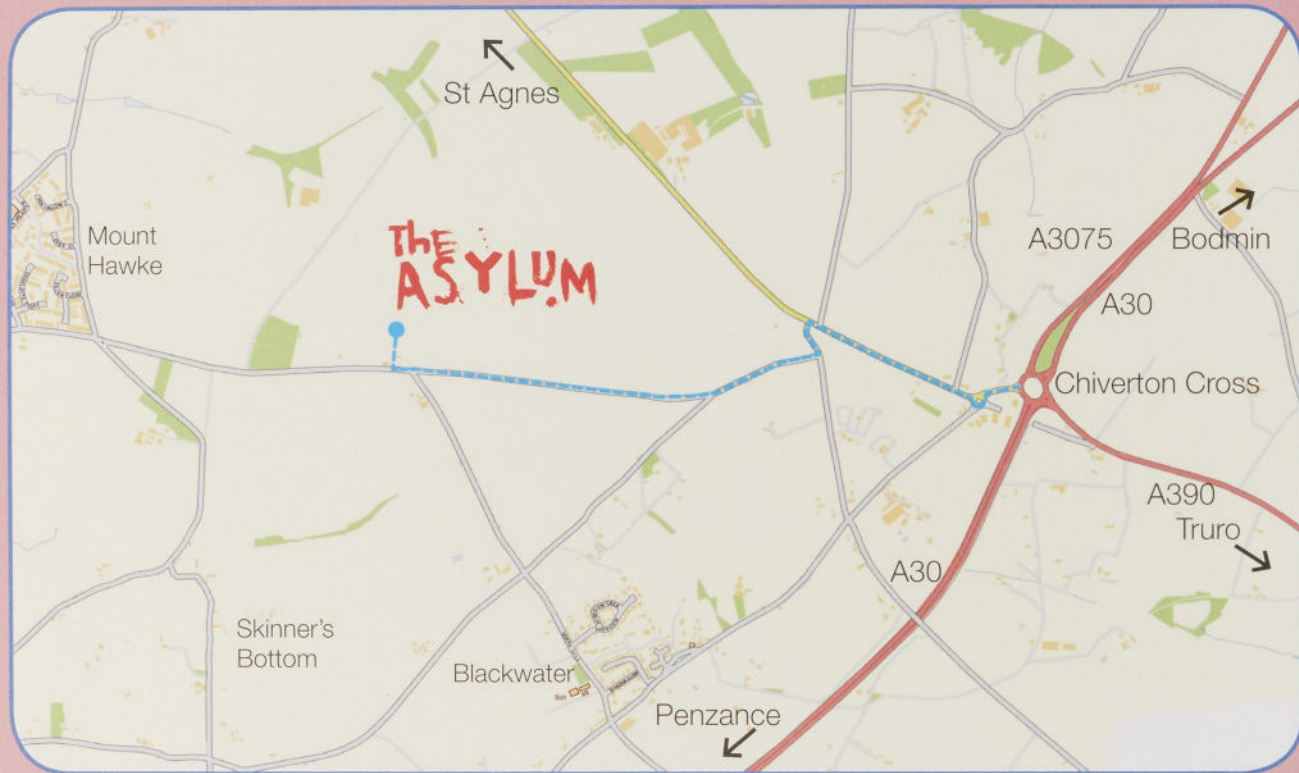 St Agnes
Mount
Hawke
The
ASYLUM
A3075
Bodmin
A30
Chiverton Cross
A390
Truro
A30
Skinner's
Bottom
Blackwater
Penzance